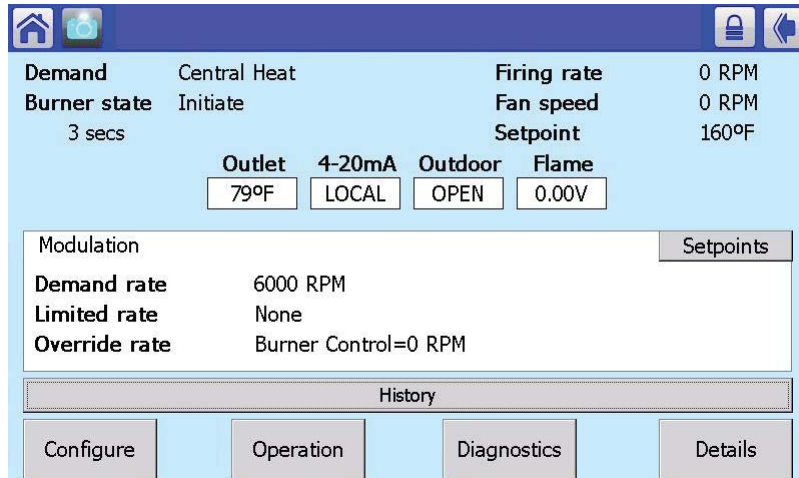 Demand Central Heat Firing rate 0 RPM
Burner state Initiate Fan speed 0 RPM
3 secs Setpoint 160ºF
Outlet 4-20mA Outdoor Flame
79ºF LOCAL OPEN 0.00V
Modulation Setpoints
Demand rate 6000 RPM
Limited rate None
Override rate Burner Control=0 RPM
History
Configure Operation Diagnostics Details